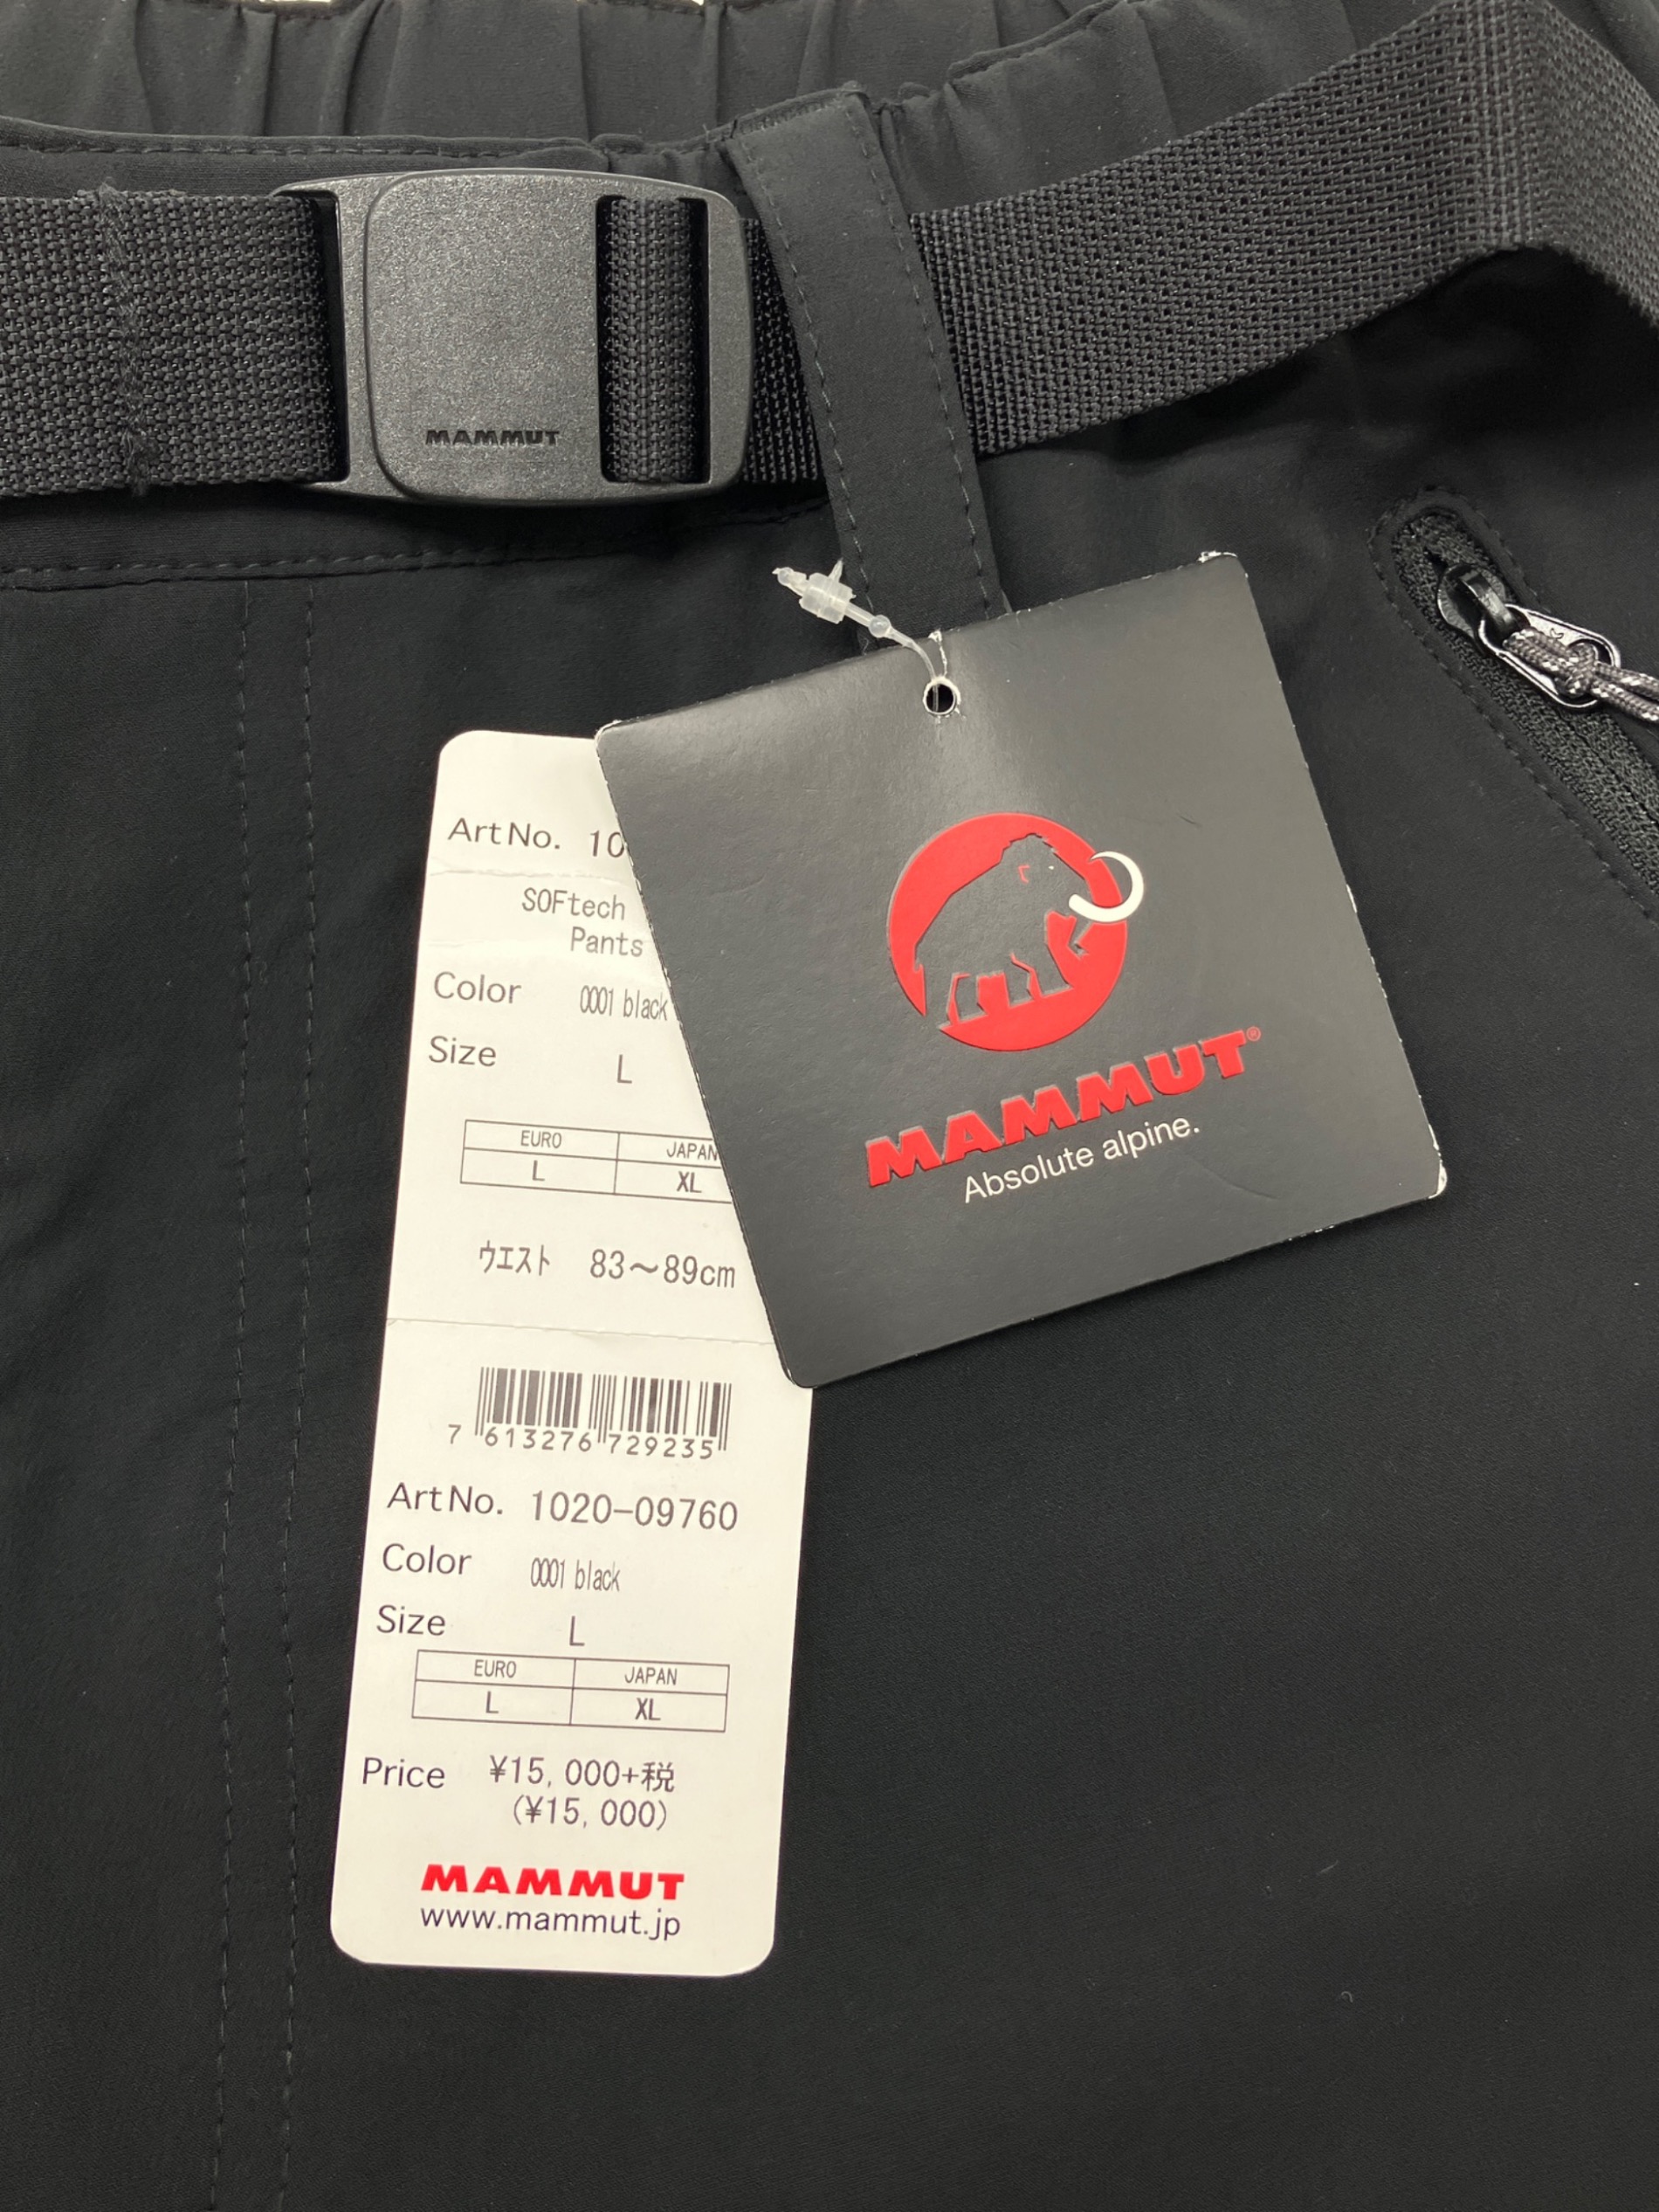 MAMMUT
MAMMUT®
Absolute alpine.
Art No.
SOFtech
Pants
Color 0001 black
Size L
EURO JAPAN
L XL
ウエスト 83～89cm
7 613276 729235
Art No. 1020-09760
Color 0001 black
Size L
EURO JAPAN
L XL
Price ¥15,000+税
(¥15,000)
MAMMUT
www.mammut.jp